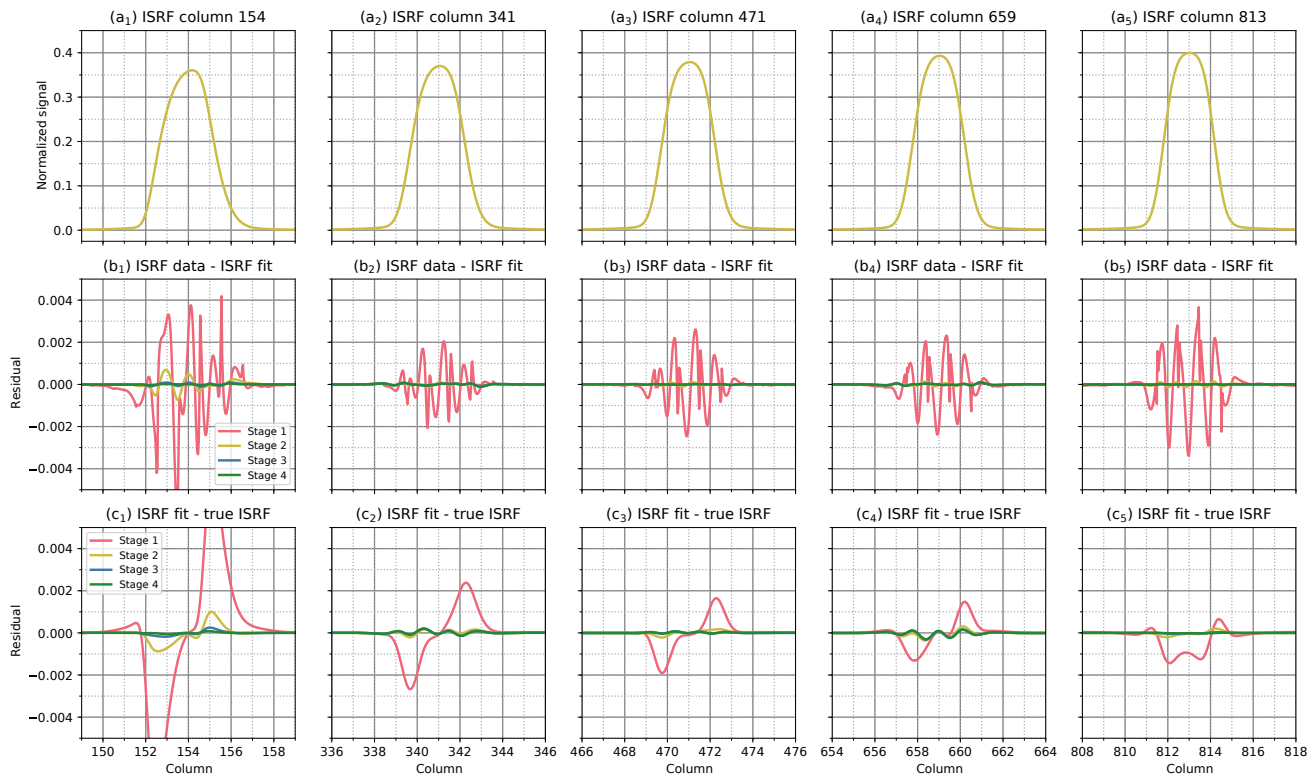 (a₁) ISRF column 154
(a₂) ISRF column 341
(a₃) ISRF column 471
(a₄) ISRF column 659
(a₅) ISRF column 813
Normalized signal
0.4
0.3
0.2
0.1
0.0
(b₁) ISRF data - ISRF fit
(b₂) ISRF data - ISRF fit
(b₃) ISRF data - ISRF fit
(b₄) ISRF data - ISRF fit
(b₅) ISRF data - ISRF fit
Residual
0.004
0.002
0.000
−0.002
−0.004
Stage 1
Stage 2
Stage 3
Stage 4
(c₁) ISRF fit - true ISRF
(c₂) ISRF fit - true ISRF
(c₃) ISRF fit - true ISRF
(c₄) ISRF fit - true ISRF
(c₅) ISRF fit - true ISRF
Residual
0.004
0.002
0.000
−0.002
−0.004
Stage 1
Stage 2
Stage 3
Stage 4
150 152 154 156 158
336 338 340 342 344 346
466 468 470 472 474 476
654 656 658 660 662 664
808 810 812 814 816 818
Column
Column
Column
Column
Column